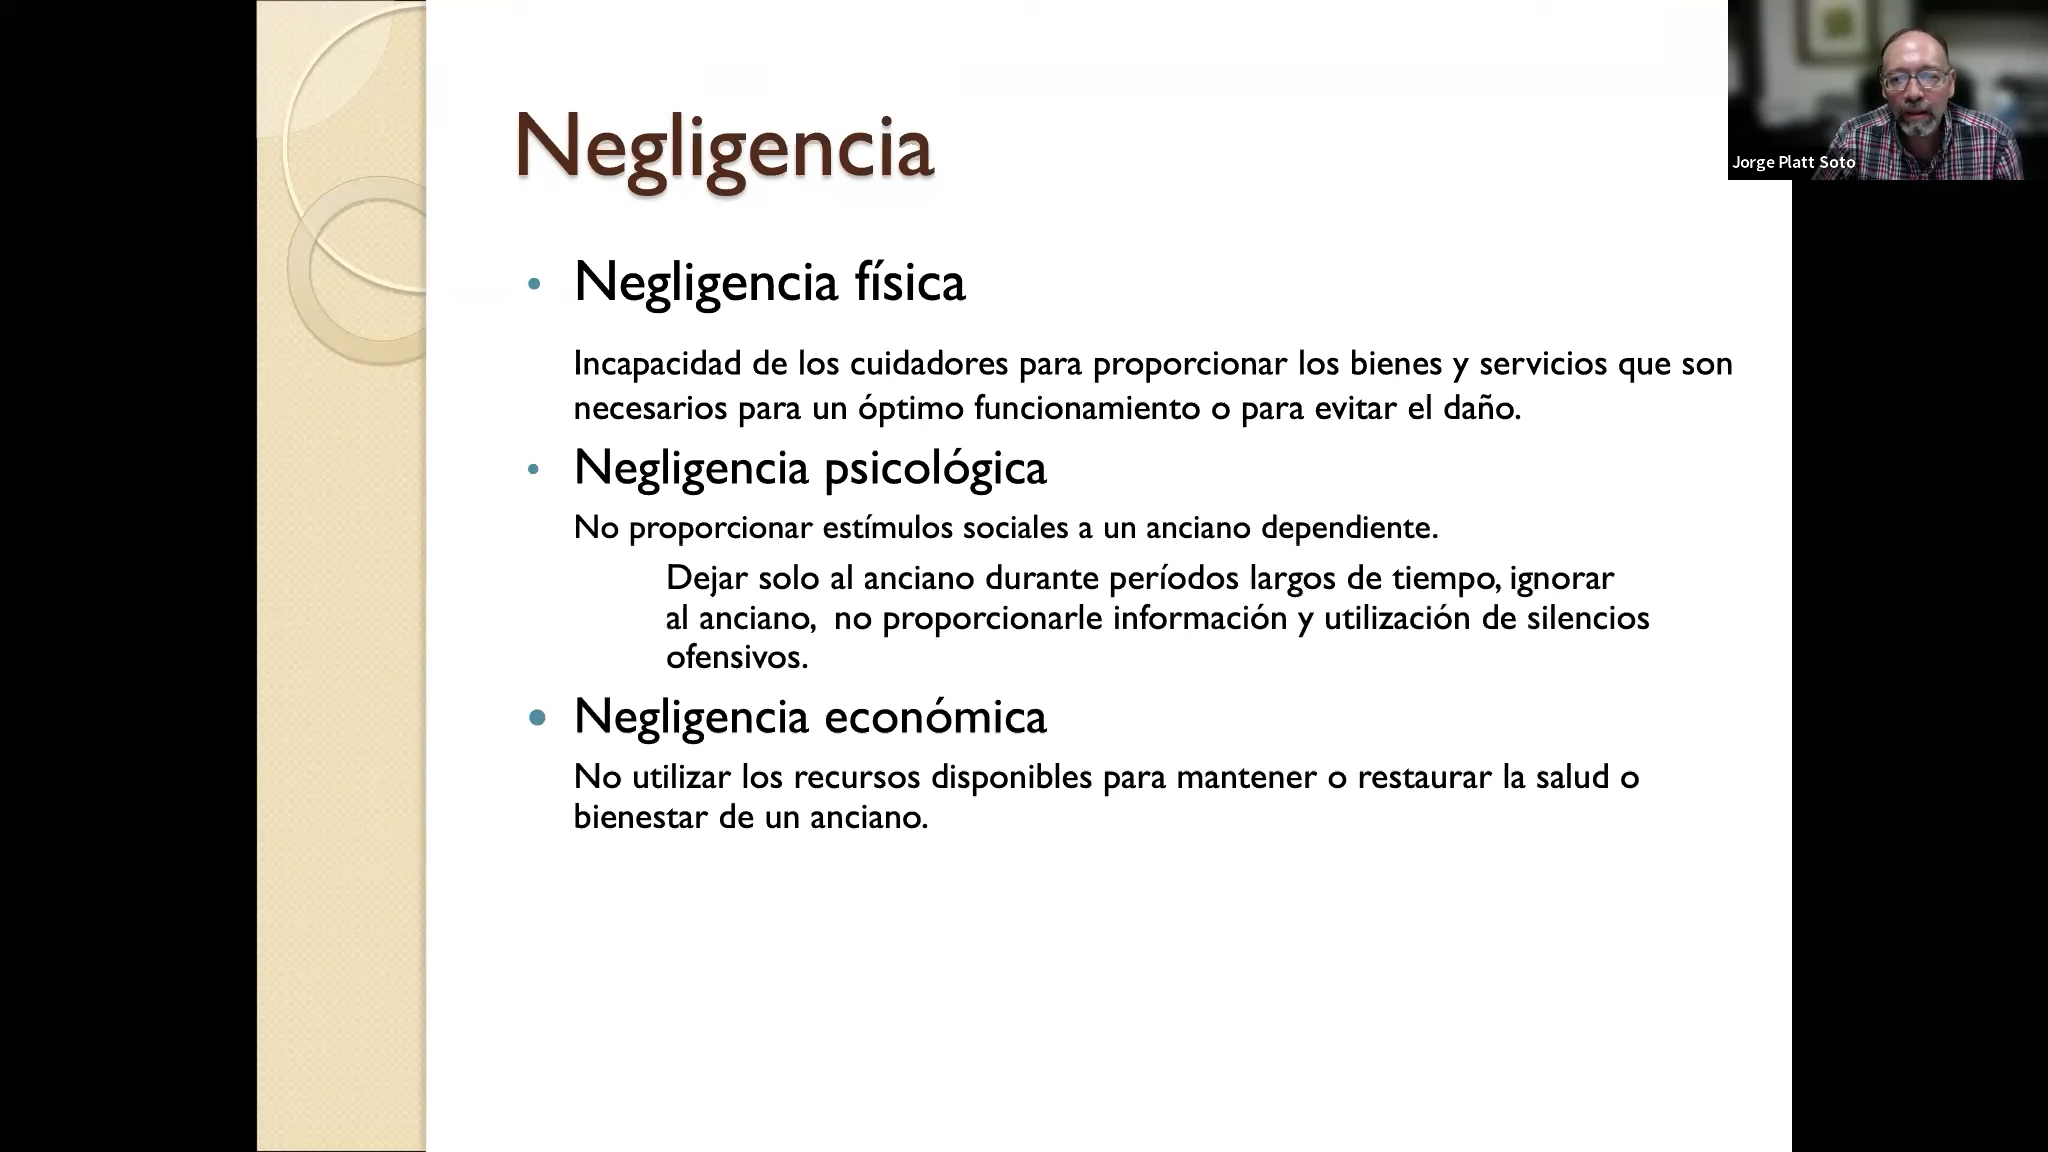 Negligencia
Jorge Platt Soto
• Negligencia física
Incapacidad de los cuidadores para proporcionar los bienes y servicios que son
necesarios para un óptimo funcionamiento o para evitar el daño.
• Negligencia psicológica
No proporcionar estímulos sociales a un anciano dependiente.
Dejar solo al anciano durante períodos largos de tiempo, ignorar
al anciano,  no proporcionarle información y utilización de silencios
ofensivos.
• Negligencia económica
No utilizar los recursos disponibles para mantener o restaurar la salud o
bienestar de un anciano.